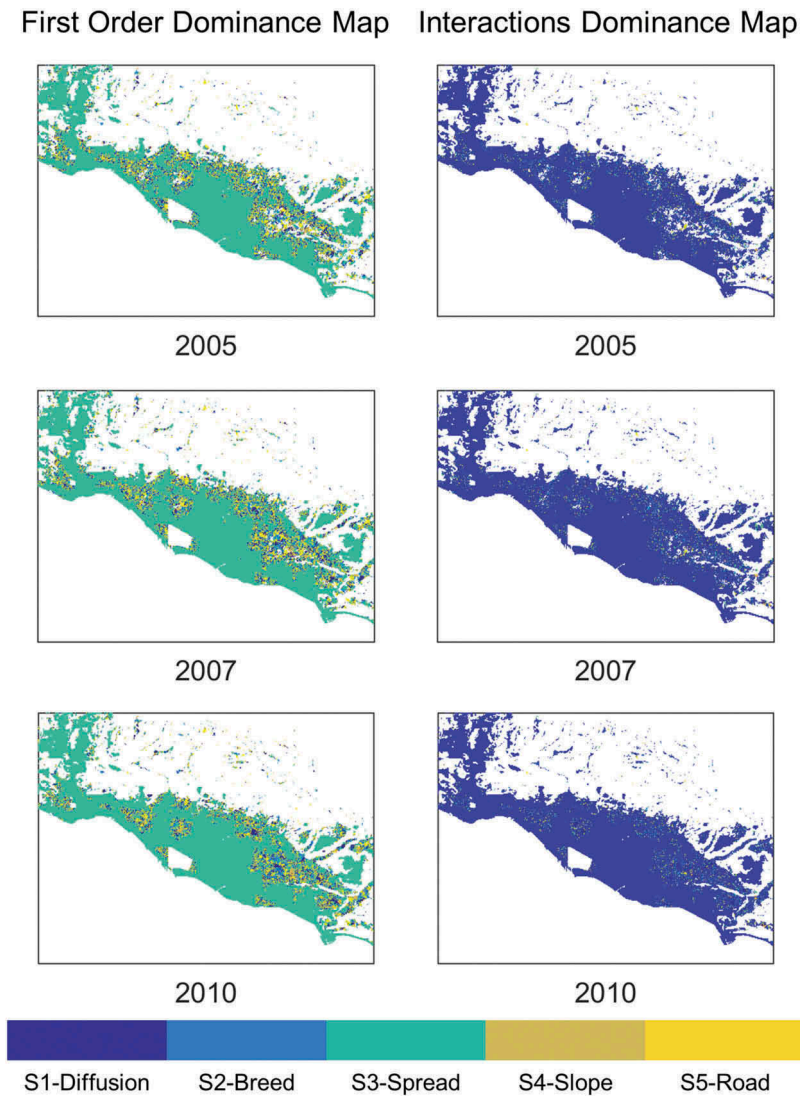 First Order Dominance Map Interactions Dominance Map
2005 2005
2007 2007
2010 2010
S1-Diffusion S2-Breed S3-Spread S4-Slope S5-Road